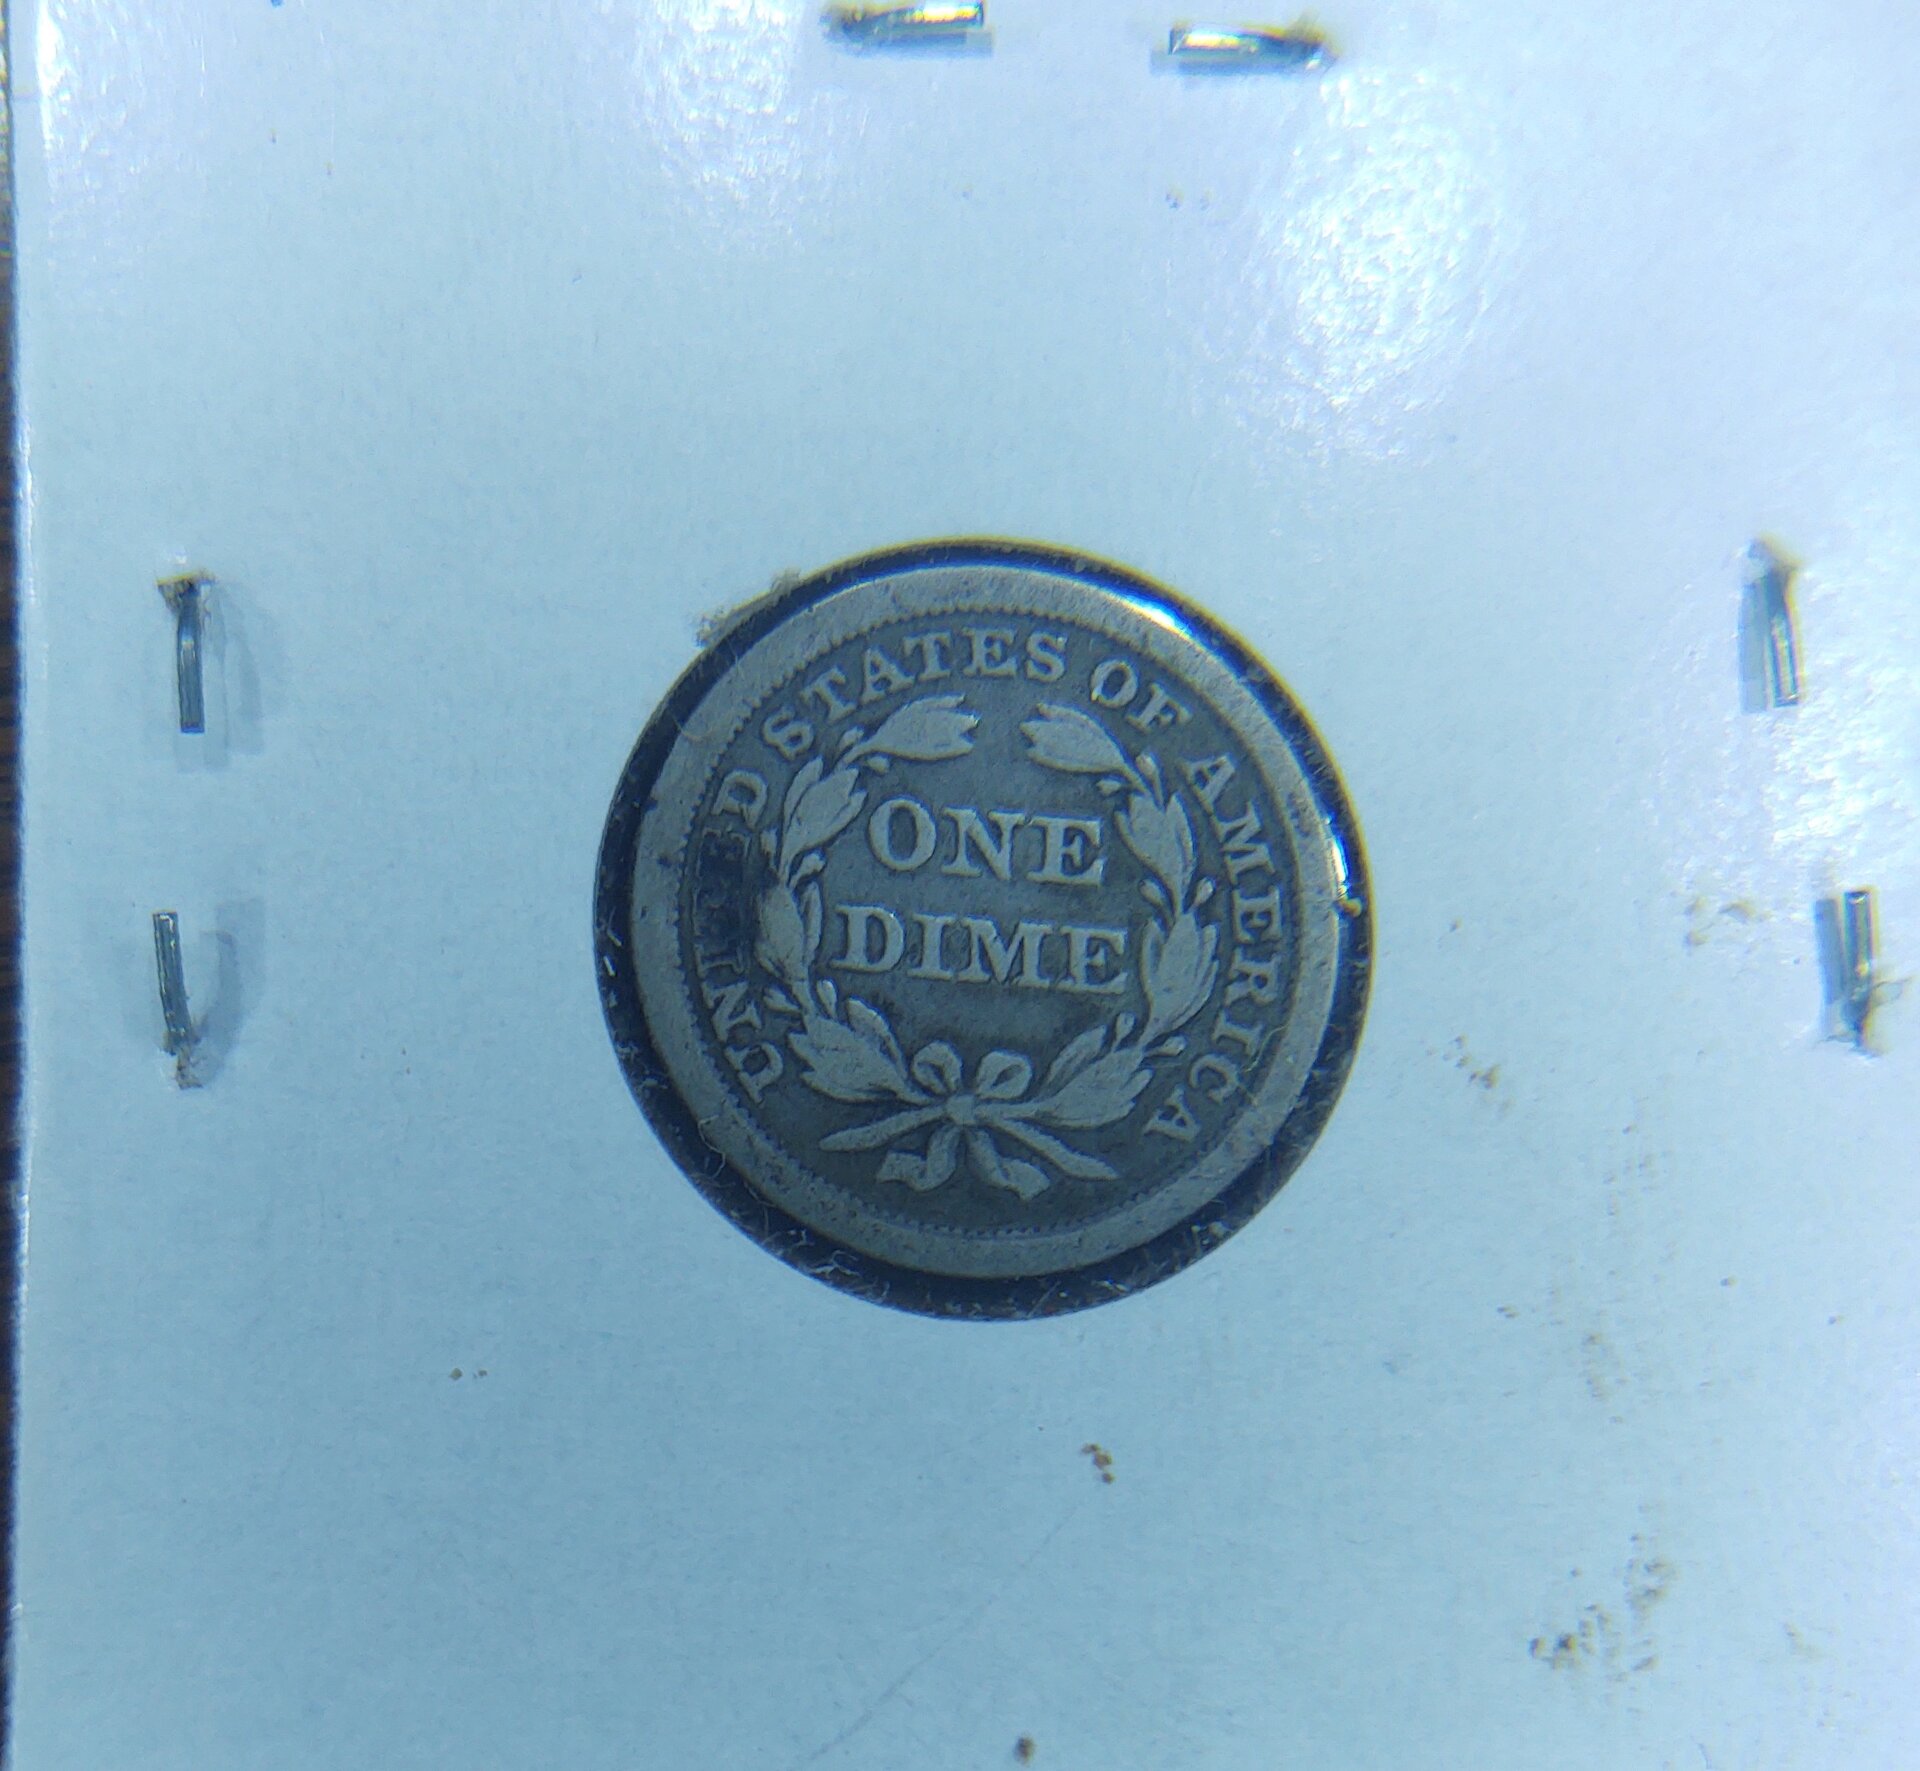 UNITED STATES OF AMERICA
ONE
DIME